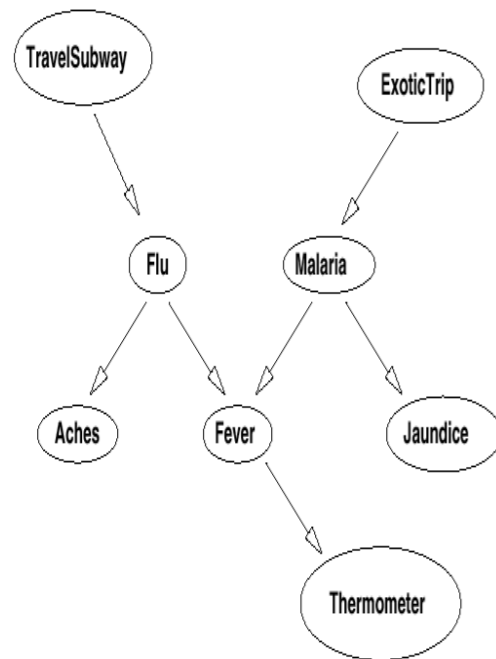 TravelSubway
ExoticTrip
Flu
Malaria
Aches
Fever
Jaundice
Thermometer